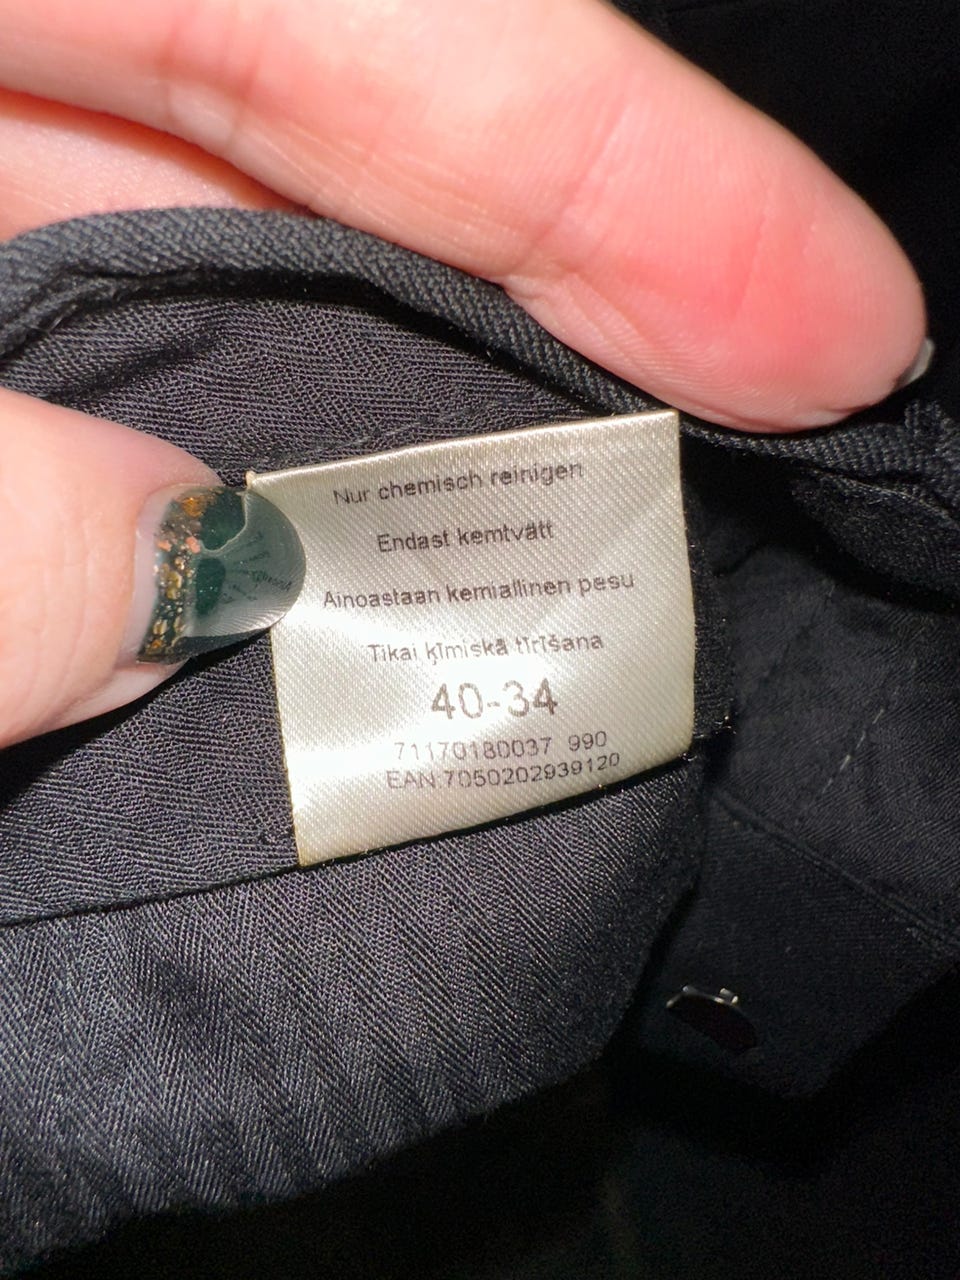 Nur chemisch reinigen
Endast kemtvätt
Ainoastaan kemiallinen pesu
Tikai ķīmiskā tīrīšana
40-34
71170180037 990
EAN 7050202939120